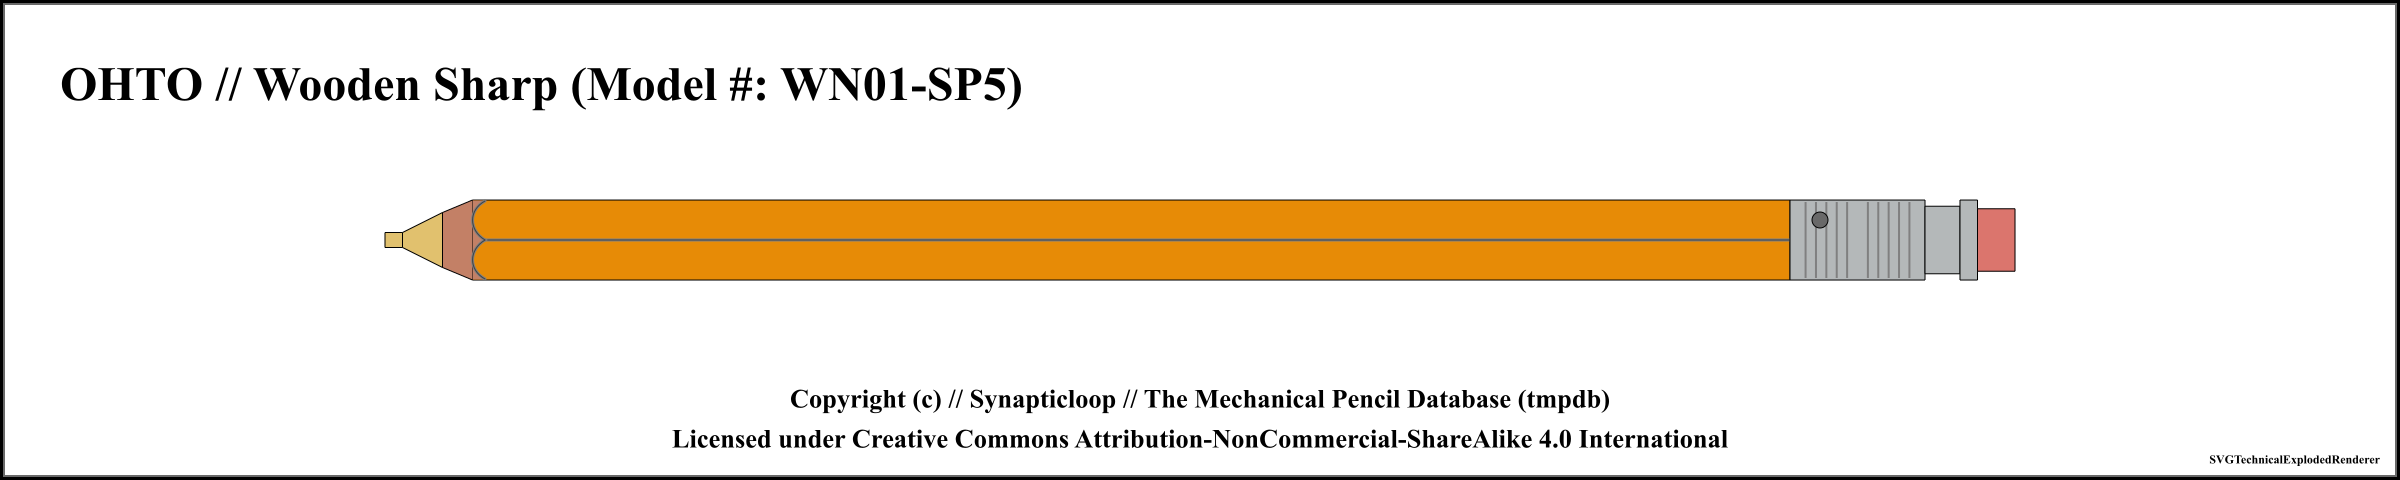 OHTO // Wooden Sharp (Model #: WN01-SP5)
Copyright (c) // Synapticloop // The Mechanical Pencil Database (tmpdb)
Licensed under Creative Commons Attribution-NonCommercial-ShareAlike 4.0 International
SVGTechnicalExplodedRenderer